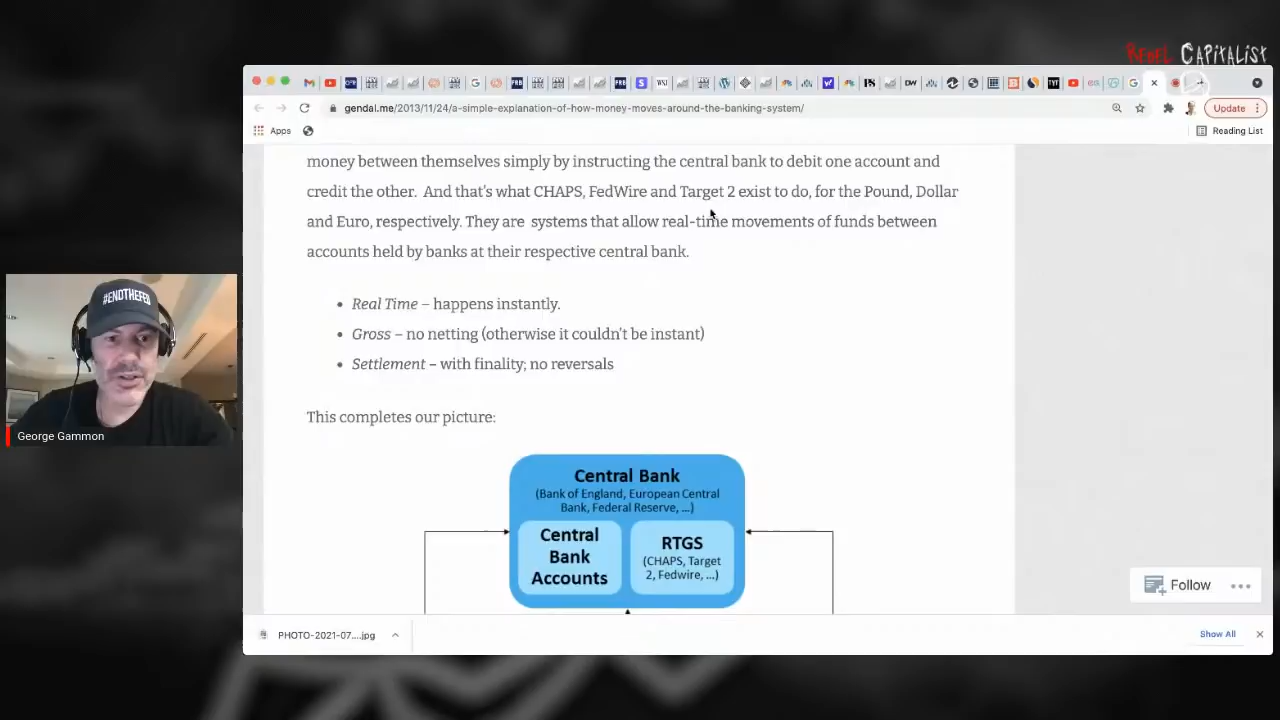 REBEL CAPITALIST
gendal.me/2013/11/24/a-simple-explanation-of-how-money-moves-around-the-banking-system/
Update
Apps
Reading List
money between themselves simply by instructing the central bank to debit one account and
credit the other. And that's what CHAPS, FedWire and Target 2 exist to do, for the Pound, Dollar
and Euro, respectively. They are systems that allow real-time movements of funds between
accounts held by banks at their respective central bank.
• Real Time – happens instantly.
• Gross – no netting (otherwise it couldn't be instant)
• Settlement – with finality; no reversals
This completes our picture:
#ENDTHEFED
George Gammon
Central Bank
(Bank of England, European Central
Bank, Federal Reserve, ...)
Central
Bank
Accounts
RTGS
(CHAPS, Target
2, Fedwire, ...)
Follow
PHOTO-2021-07....jpg
Show All